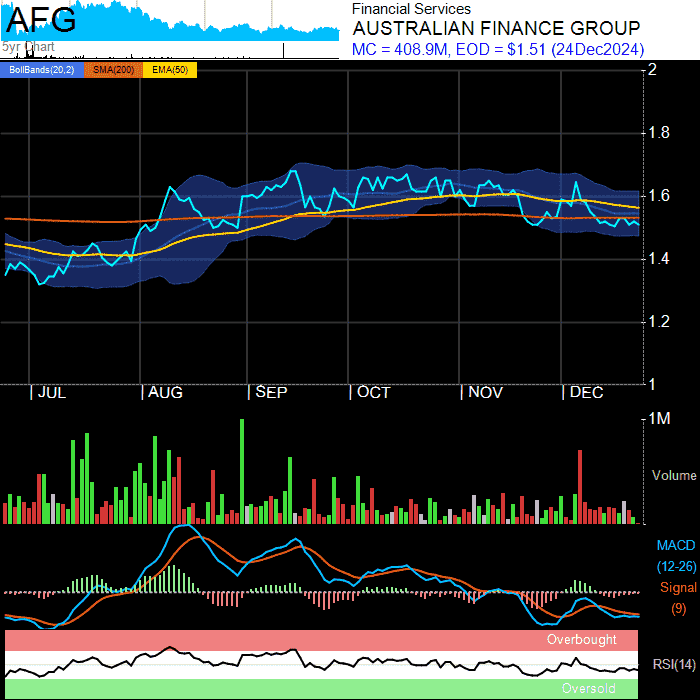 AFG
5yr Chart
Financial Services
AUSTRALIAN FINANCE GROUP
MC = 408.9M, EOD = $1.51 (24Dec2024)
BollBands(20,2) SMA(200) EMA(50)
2
1.8
1.6
1.4
1.2
1
JUL AUG SEP OCT NOV DEC
1M
Volume
MACD
(12-26)
Signal
(9)
Overbought
RSI(14)
Oversold